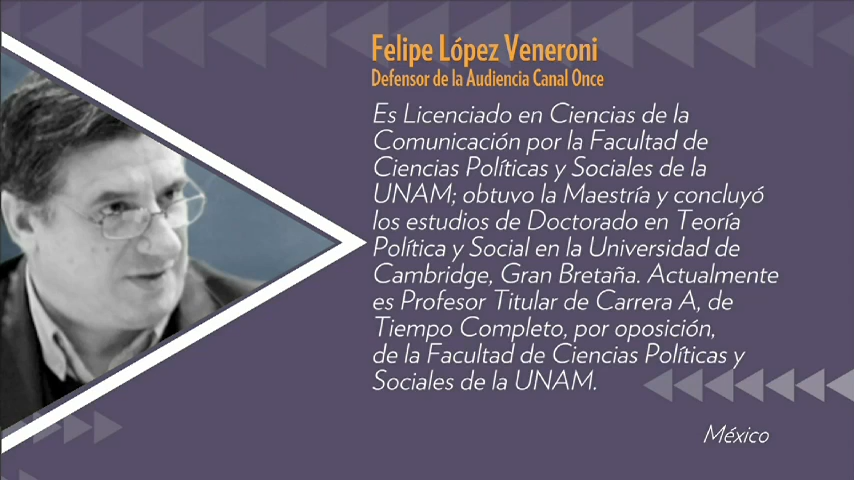 Felipe López Veneroni
Defensor de la Audiencia Canal Once
Es Licenciado en Ciencias de la
Comunicación por la Facultad de
Ciencias Políticas y Sociales de la
UNAM; obtuvo la Maestría y concluyó
los estudios de Doctorado en Teoría
Política y Social en la Universidad de
Cambridge, Gran Bretaña. Actualmente
es Profesor Titular de Carrera A, de
Tiempo Completo, por oposición,
de la Facultad de Ciencias Políticas y
Sociales de la UNAM.
México